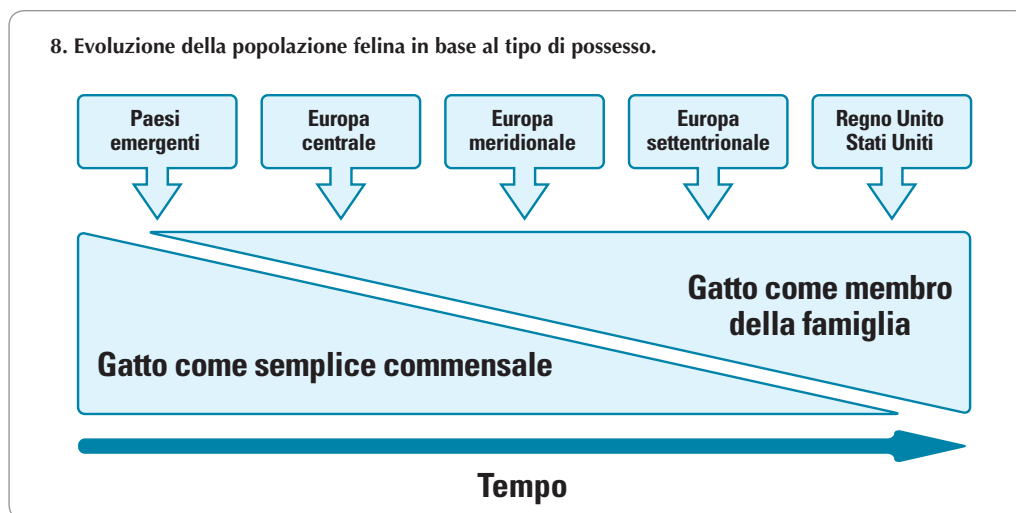 8. Evoluzione della popolazione felina in base al tipo di possesso.
Paesi
emergenti
Europa
centrale
Europa
meridionale
Europa
settentrionale
Regno Unito
Stati Uniti
Gatto come membro
della famiglia
Gatto come semplice commensale
Tempo